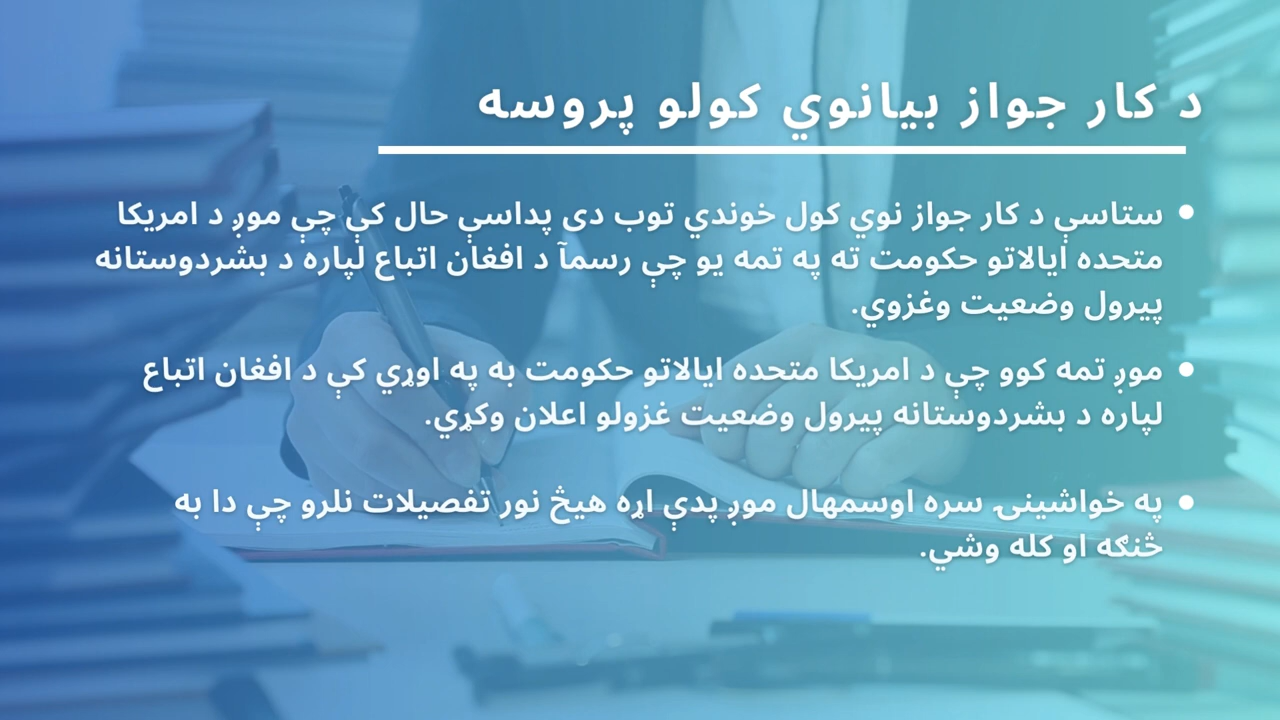 د کار جواز بیانوي کولو پروسه
ستاسې د کار جواز نوي کول خوندي توب دی پداسې حال کې چې موږ د امریکا
متحده ایالاتو حکومت ته په تمه یو چې رسمآ د افغان اتباع لپاره د بشردوستانه
پیرول وضعیت وغزوي.
موږ تمه کوو چې د امریکا متحده ایالاتو حکومت به په اوړي کې د افغان اتباع
لپاره د بشردوستانه پیرول وضعیت غزولو اعلان وکړي.
په خواشینۍ سره اوسمهال موږ پدې اړه هیڅ نور تفصیلات نلرو چې دا به
څنګه او کله وشي.